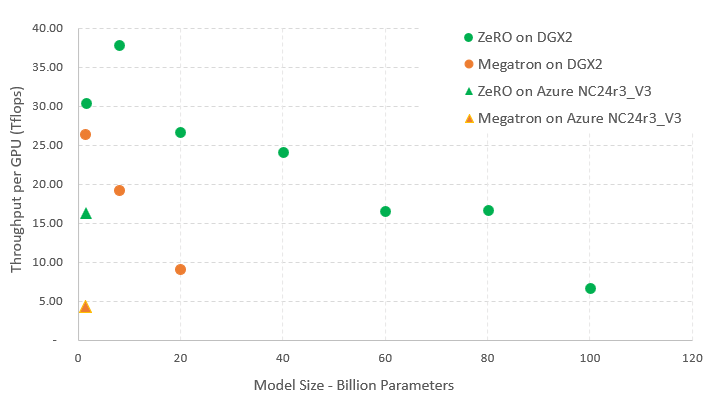 40.00
35.00
30.00
25.00
20.00
15.00
10.00
5.00
-
Throughput per GPU (Tflops)
ZeRO on DGX2
Megatron on DGX2
ZeRO on Azure NC24r3_V3
Megatron on Azure NC24r3_V3
0 20 40 60 80 100 120
Model Size - Billion Parameters